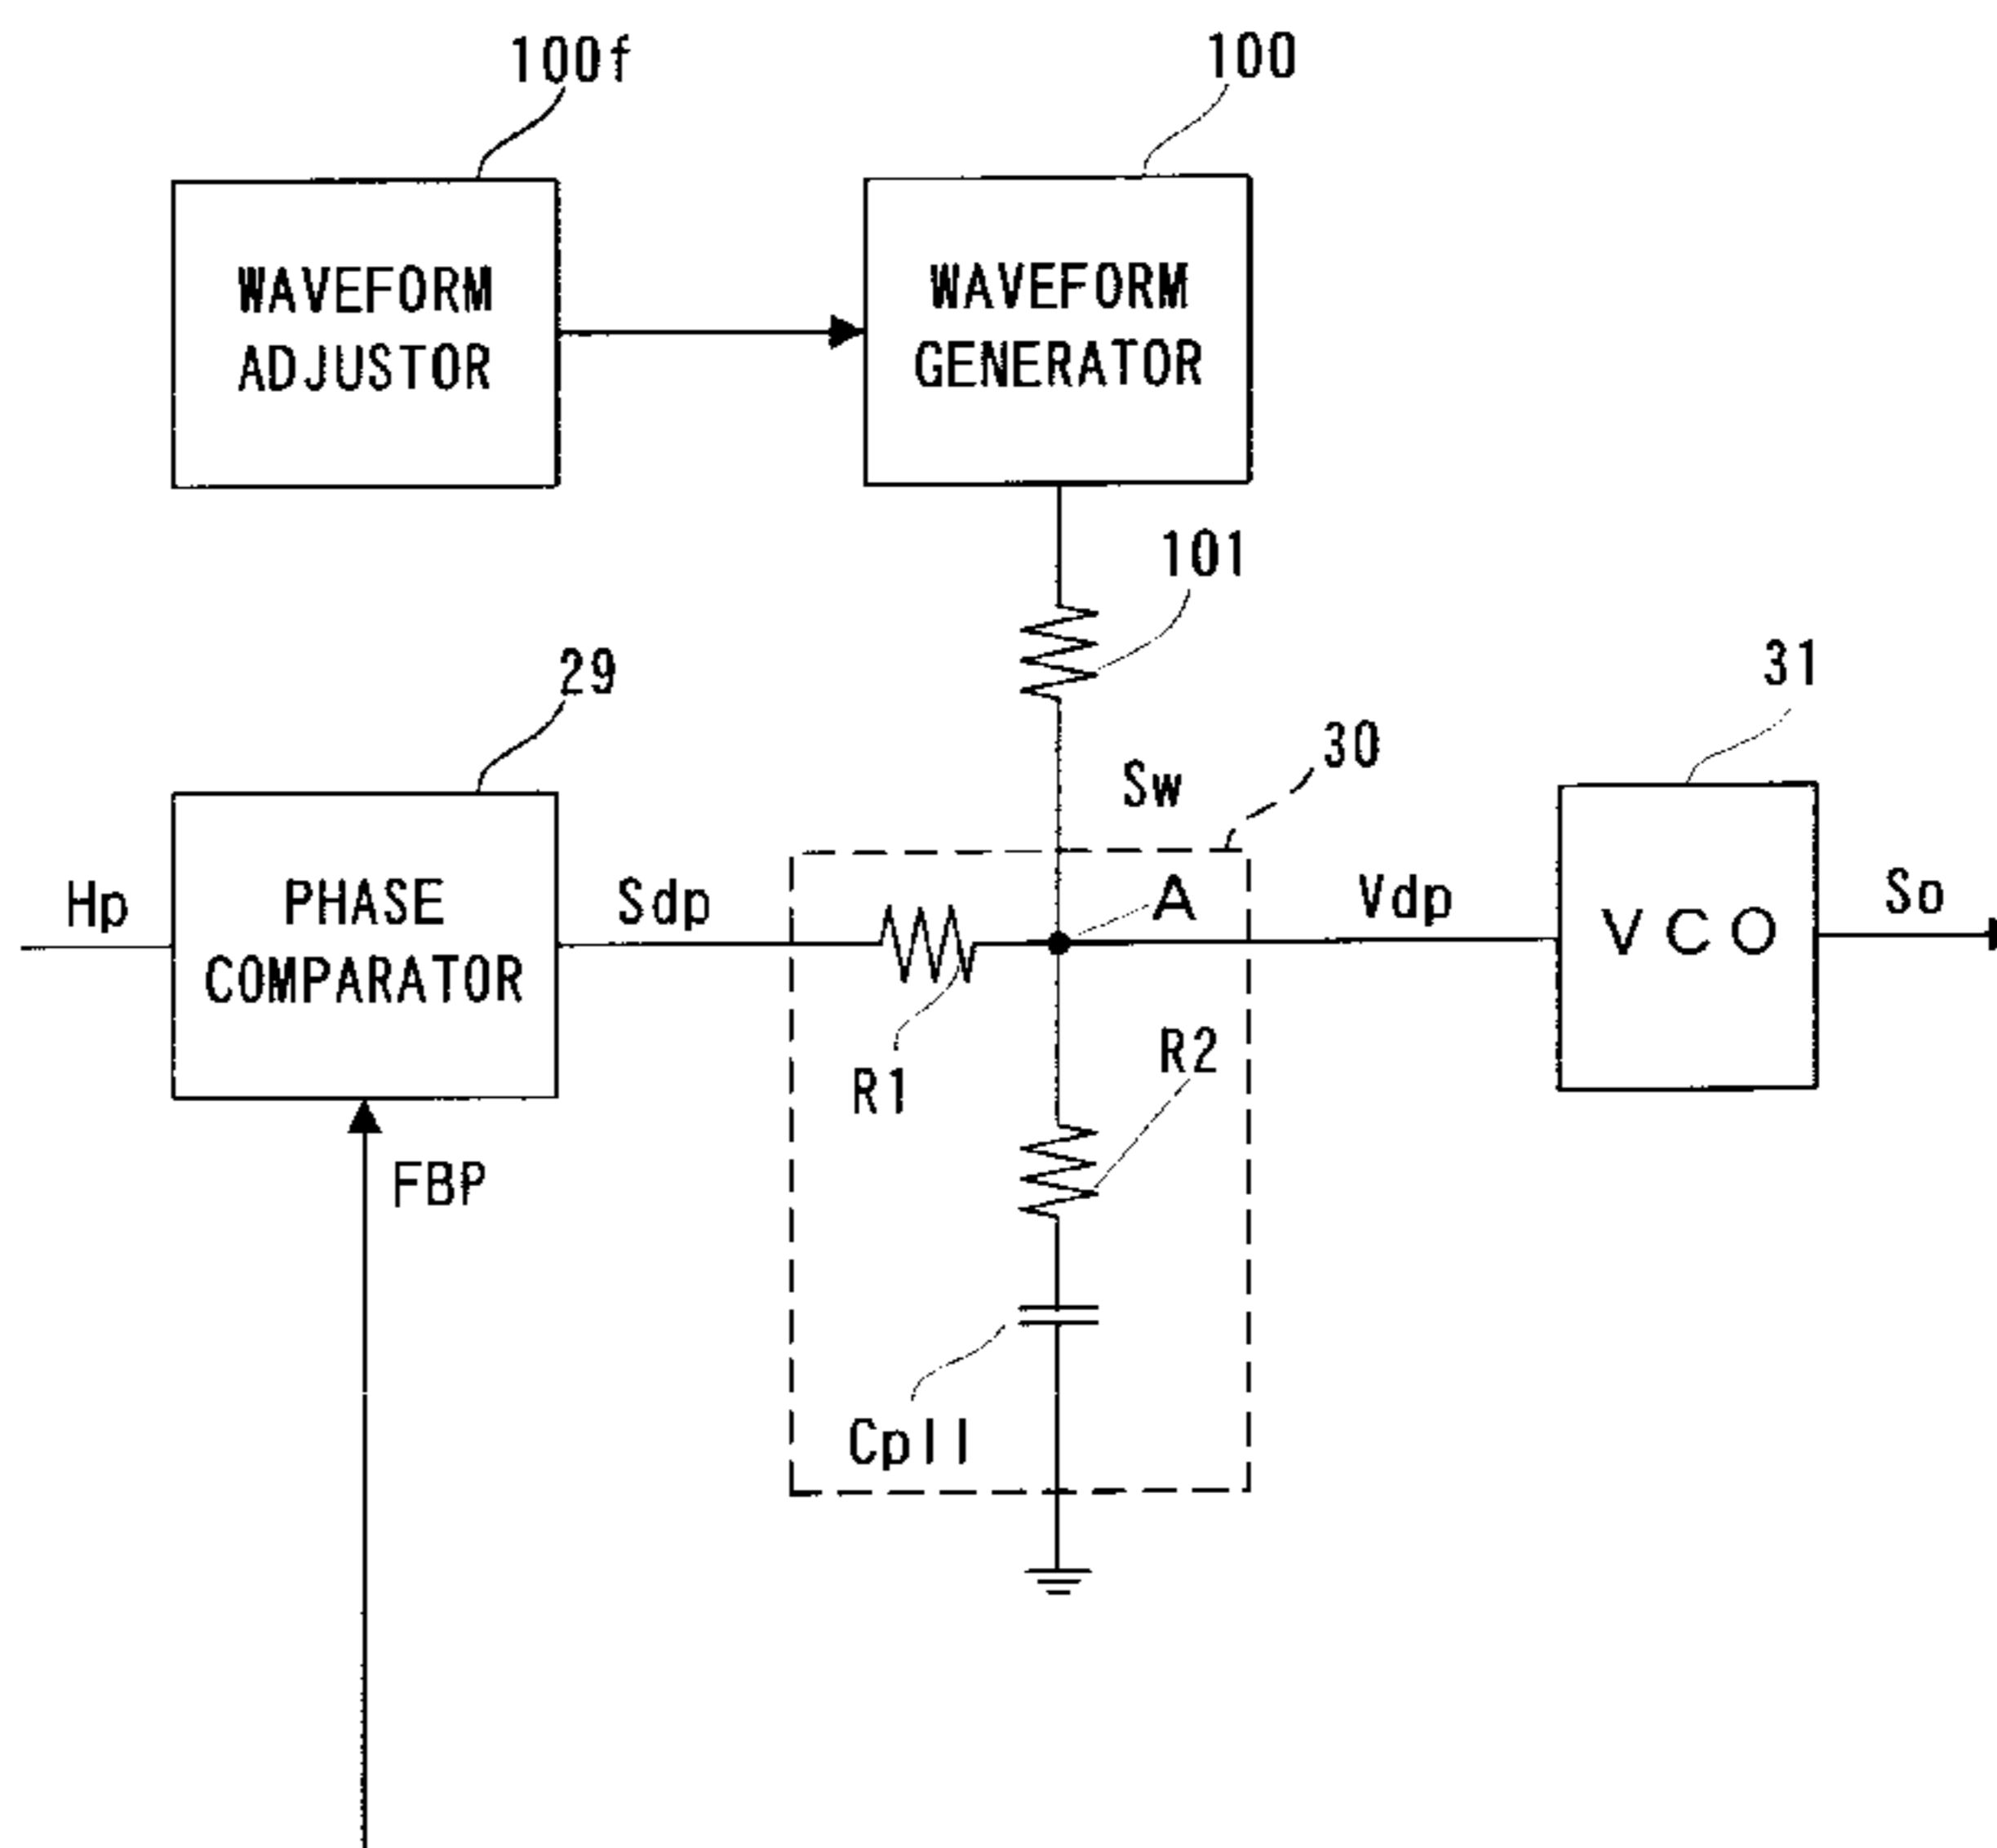 100f
100
WAVEFORM
ADJUSTOR
WAVEFORM
GENERATOR
101
29
31
30
Sw
Hp
PHASE
COMPARATOR
Sdp
A
Vdp
VCO
So
R1
R2
FBP
Cpll